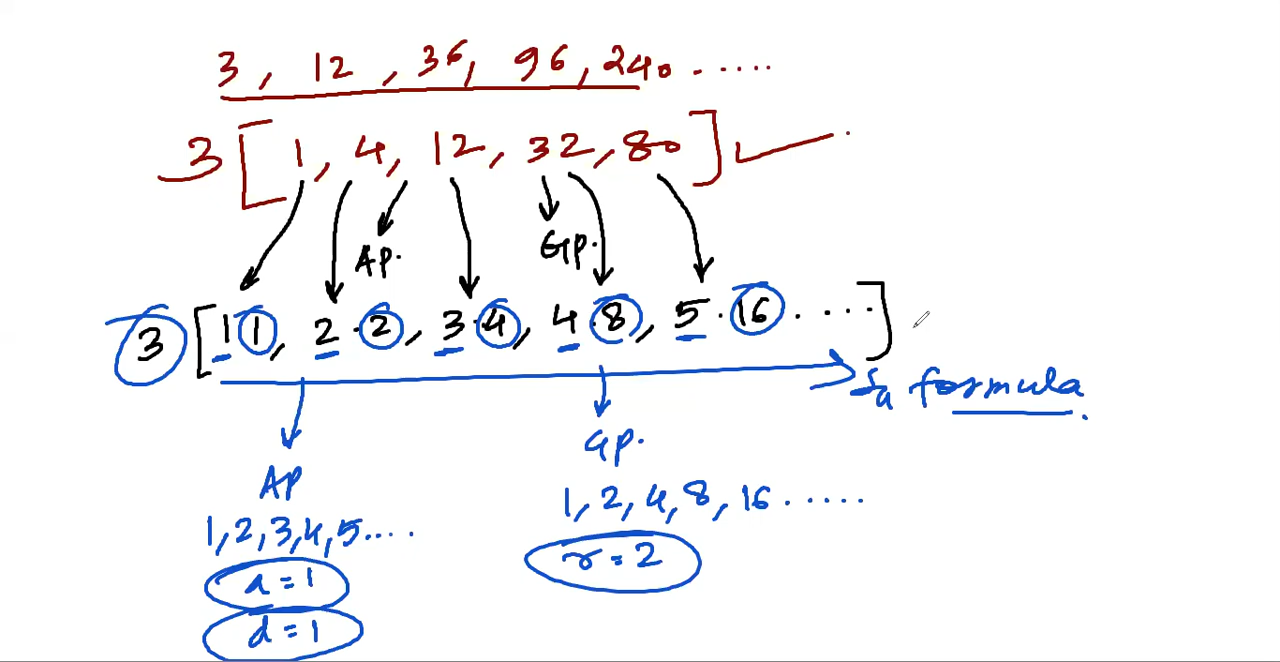 3, 12, 36, 96, 240.....
3 [1, 4, 12, 32, 80]
AP. GP.
3 [1 1, 2·2, 3·4, 4·8, 5·16 ····]
formula.
GP.
AP
1, 2, 4, 8, 16.....
1,2,3,4,5....
r=2
a=1
d=1